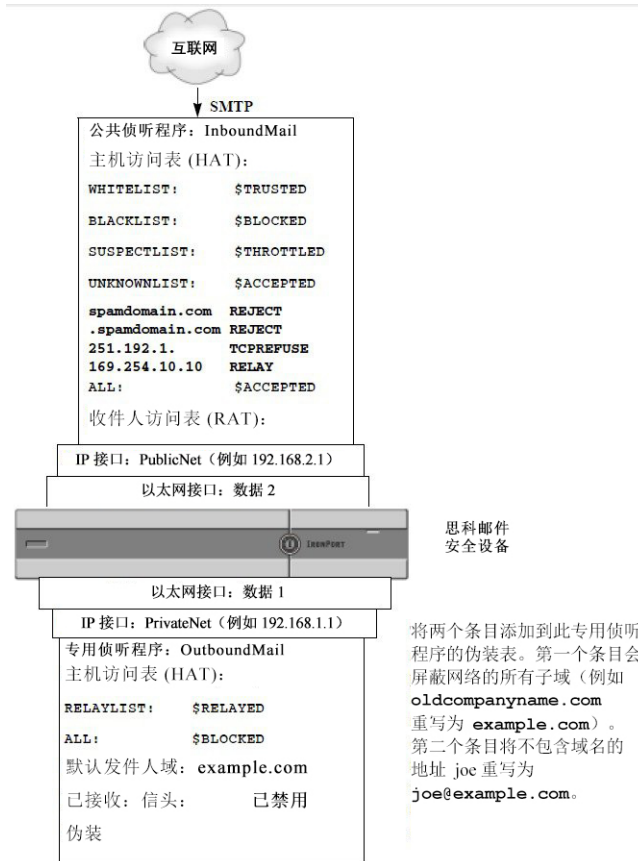 互联网
SMTP
公共侦听程序：InboundMail
主机访问表 (HAT)：
WHITELIST: $TRUSTED
BLACKLIST: $BLOCKED
SUSPECTLIST: $THROTTLED
UNKNOWNLIST: $ACCEPTED
spamdomain.com REJECT
.spamdomain.com REJECT
251.192.1. TCPREFUSE
169.254.10.10 RELAY
ALL: $ACCEPTED
收件人访问表 (RAT)：
IP 接口：PublicNet（例如 192.168.2.1）
以太网接口：数据 2
IRONPORT
思科邮件
安全设备
以太网接口：数据 1
IP 接口：PrivateNet（例如 192.168.1.1）
专用侦听程序：OutboundMail
主机访问表 (HAT)：
RELAYLIST: $RELAYED
ALL: $BLOCKED
默认发件人域：example.com
已接收：信头： 已禁用
伪装
将两个条目添加到此专用侦听
程序的伪装表。第一个条目会
屏蔽网络的所有子域（例如
oldcompanyname.com
重写为 example.com）。
第二个条目将不包含域名的
地址 joe 重写为
joe@example.com。